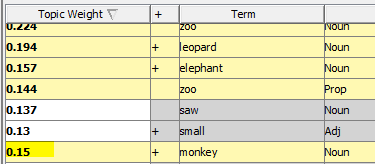 Topic Weight + Term
0.224 zoo Noun
0.194 + leopard Noun
0.157 + elephant Noun
0.144 zoo Prop
0.137 saw Noun
0.13 + small Adj
0.15 + monkey Noun